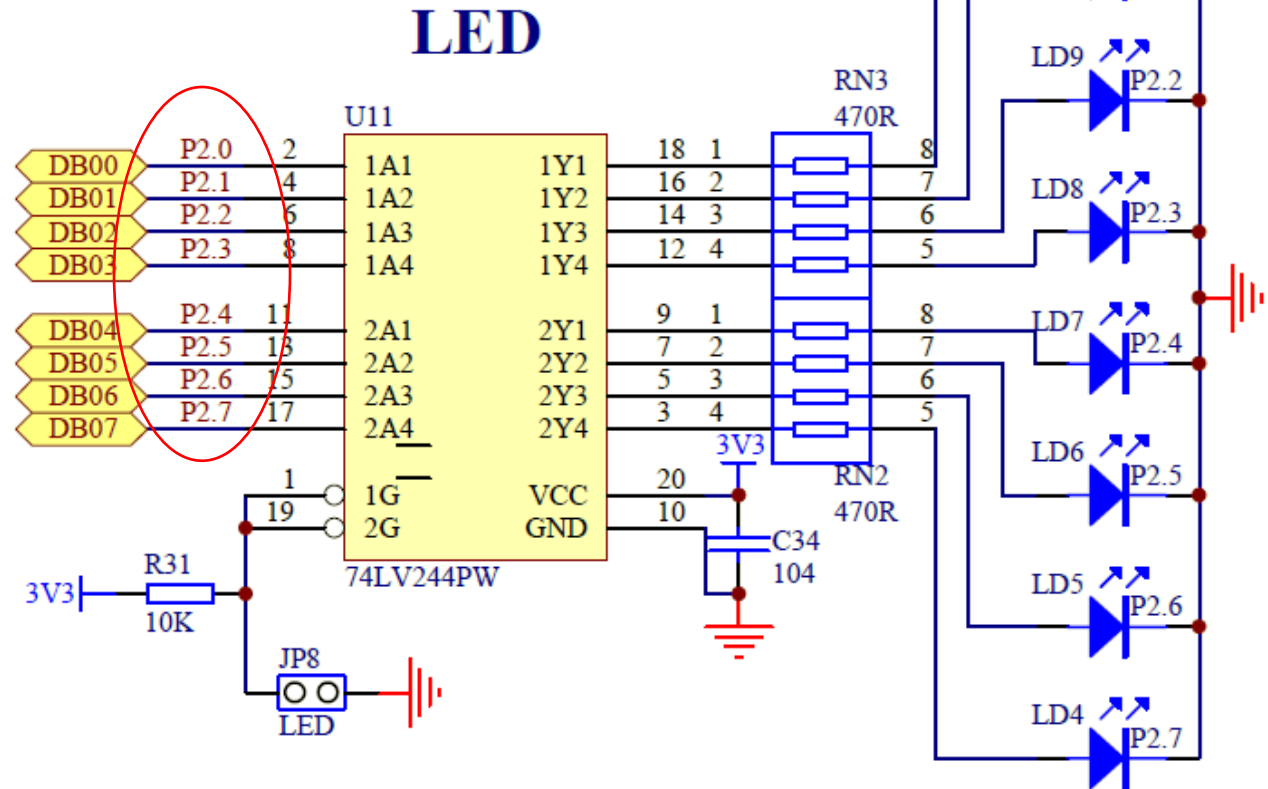 LED
U11
RN3
470R
LD9
P2.2
DB00 P2.0 2 1A1 1Y1 18 1 8
DB01 P2.1 4 1A2 1Y2 16 2 7
DB02 P2.2 6 1A3 1Y3 14 3 6
DB03 P2.3 8 1A4 1Y4 12 4 5
LD8
P2.3
DB04 P2.4 11 2A1 2Y1 9 1 8
DB05 P2.5 13 2A2 2Y2 7 2 7
DB06 P2.6 15 2A3 2Y3 5 3 6
DB07 P2.7 17 2A4 2Y4 3 4 5
LD7
P2.4
3V3
RN2
470R
LD6
P2.5
1 1G VCC 20
19 2G GND 10
C34
104
74LV244PW
3V3
R31
10K
LD5
P2.6
JP8
LED
LD4
P2.7